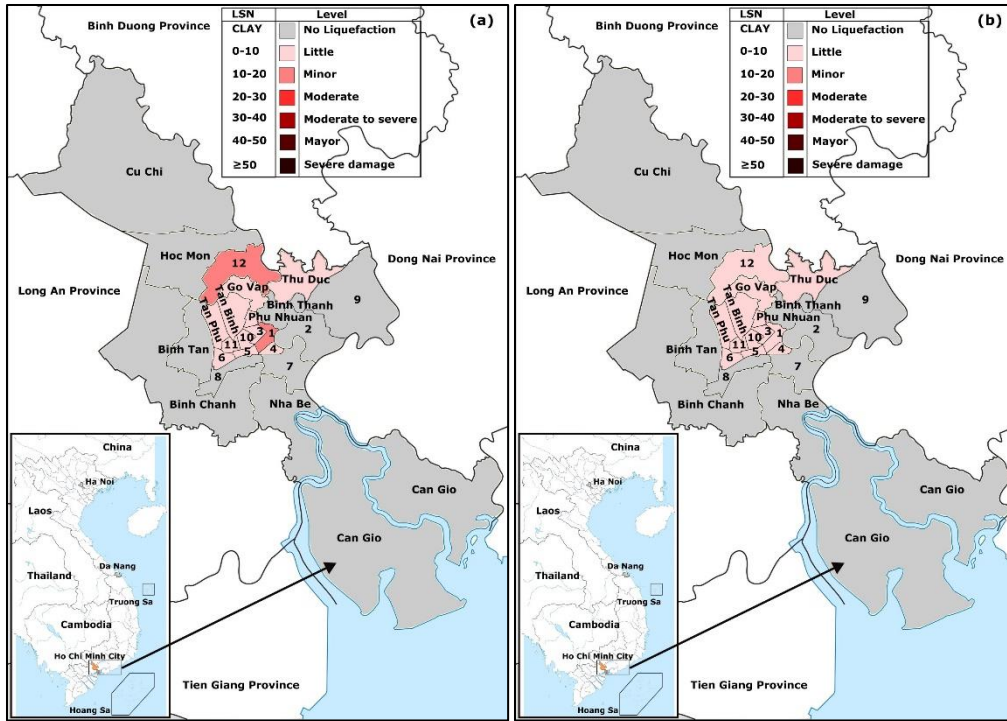 Binh Duong Province
(a)
LSN Level
CLAY No Liquefaction
0-10 Little
10-20 Minor
20-30 Moderate
30-40 Moderate to severe
40-50 Mayor
≥50 Severe damage
Cu Chi
Hoc Mon
12
Dong Nai Province
Thu Duc
Long An Province
Go Vap
9
Tan Binh
Tan Phu
Binh Thanh
Phu Nhuan
3
1
2
10
Binh Tan
11
4
6
5
7
8
Binh Chanh
Nha Be
Can Gio
Can Gio
Tien Giang Province
China
Ha Noi
Laos
Thailand
Da Nang
Truong Sa
Cambodia
Ho Chi Minh City
Hoang Sa
Binh Duong Province
(b)
LSN Level
CLAY No Liquefaction
0-10 Little
10-20 Minor
20-30 Moderate
30-40 Moderate to severe
40-50 Mayor
≥50 Severe damage
Cu Chi
Hoc Mon
12
Dong Nai Province
Thu Duc
Long An Province
Go Vap
9
Tan Binh
Tan Phu
Binh Thanh
Phu Nhuan
3
1
2
10
Binh Tan
11
4
6
5
7
8
Binh Chanh
Nha Be
Can Gio
Can Gio
Tien Giang Province
China
Ha Noi
Laos
Thailand
Da Nang
Truong Sa
Cambodia
Ho Chi Minh City
Hoang Sa